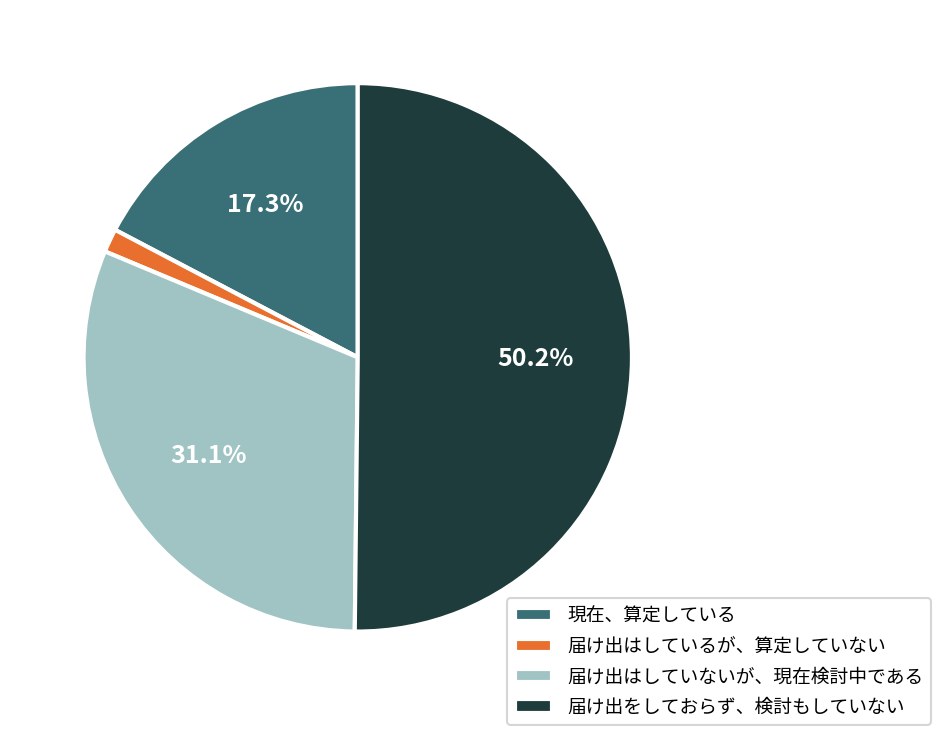 17.3%
50.2%
31.1%
現在、算定している
届け出はしているが、算定していない
届け出はしていないが、現在検討中である
届け出をしておらず、検討もしていない